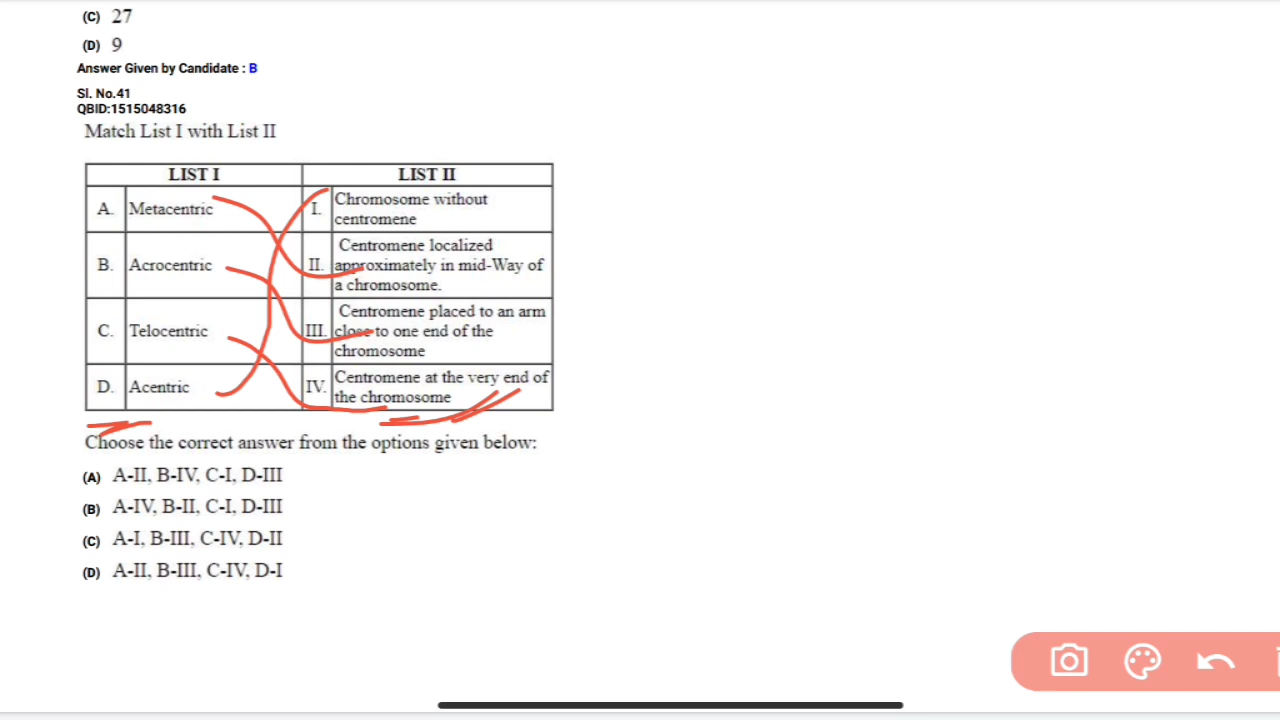 (C) 27
(D) 9
Answer Given by Candidate : B
Sl. No.41
QBID:1515048316
Match List I with List II
LIST I LIST II
A. Metacentric I. Chromosome without
centromene
B. Acrocentric II. Centromene localized
approximately in mid-Way of
a chromosome.
C. Telocentric III. Centromene placed to an arm
close to one end of the
chromosome
D. Acentric IV. Centromene at the very end of
the chromosome
Choose the correct answer from the options given below:
(A) A-II, B-IV, C-I, D-III
(B) A-IV, B-II, C-I, D-III
(C) A-I, B-III, C-IV, D-II
(D) A-II, B-III, C-IV, D-I